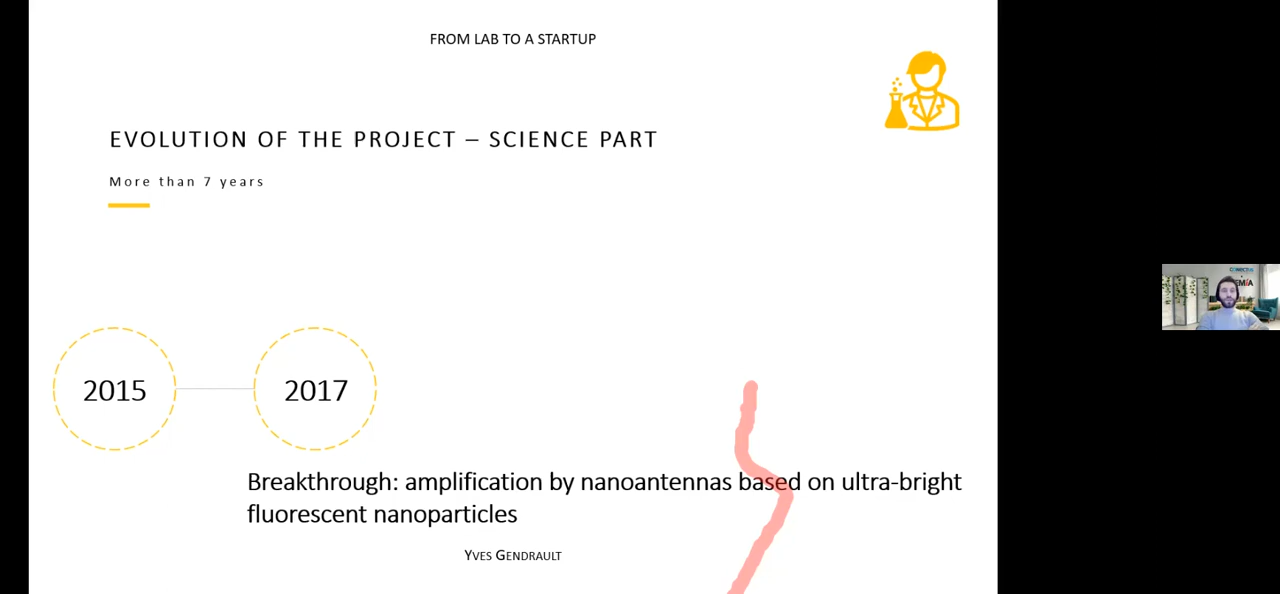 FROM LAB TO A STARTUP
EVOLUTION OF THE PROJECT – SCIENCE PART
More than 7 years
2015
2017
Breakthrough: amplification by nanoantennas based on ultra-bright
fluorescent nanoparticles
YVES GENDRAULT